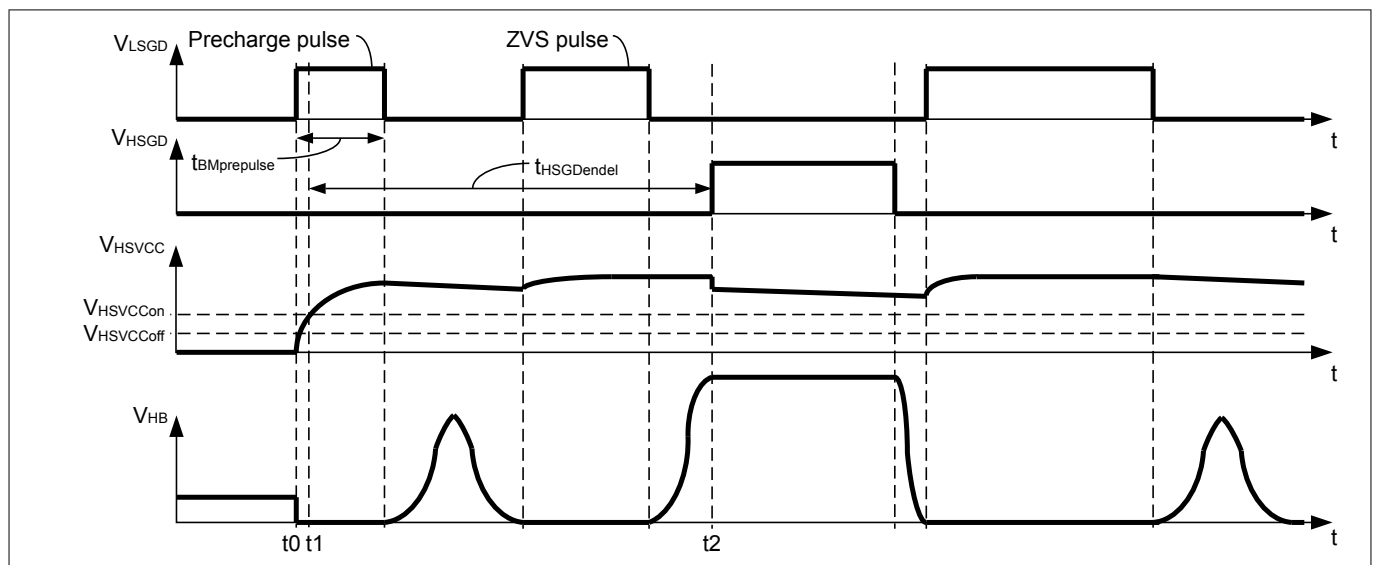 VLSGD
Precharge pulse
ZVS pulse
t
VHSGD
tBMprepulse
tHSGDendel
t
VHSVCC
VHSVCCon
VHSVCCoff
t
VHB
t0 t1 t2 t